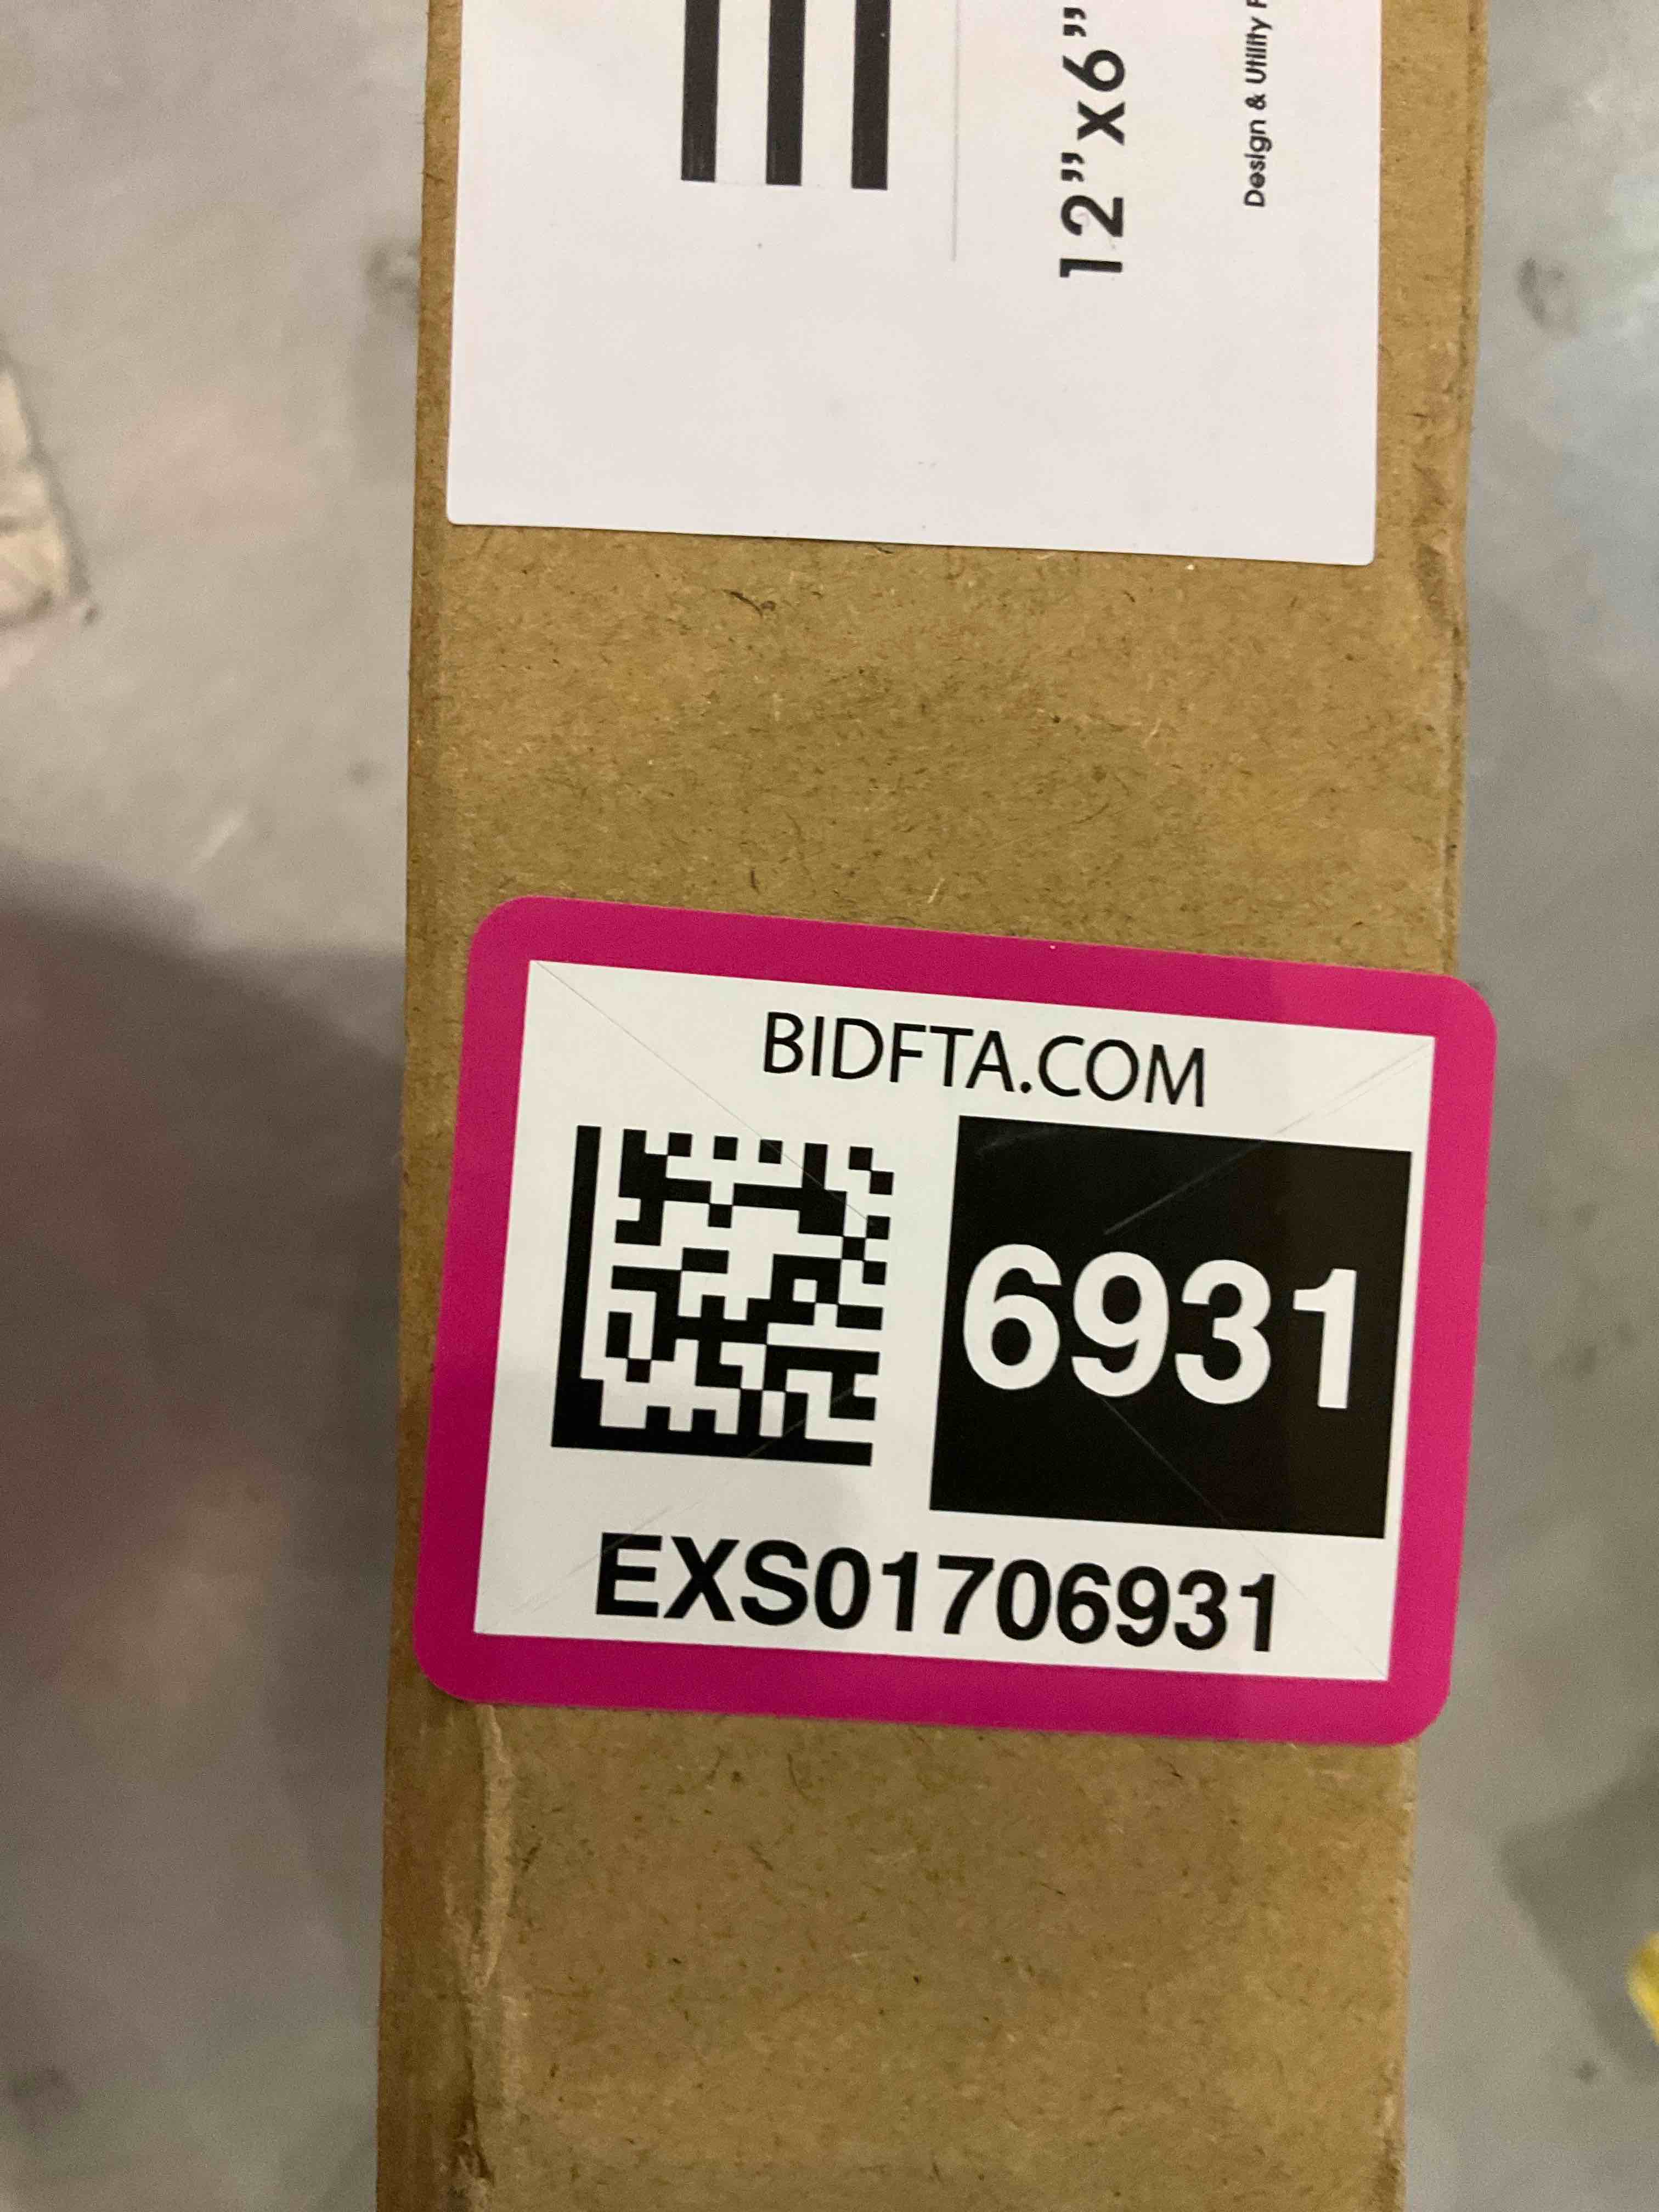 12”x6”
Design & Utility
BIDFTA.COM
6931
EXS01706931